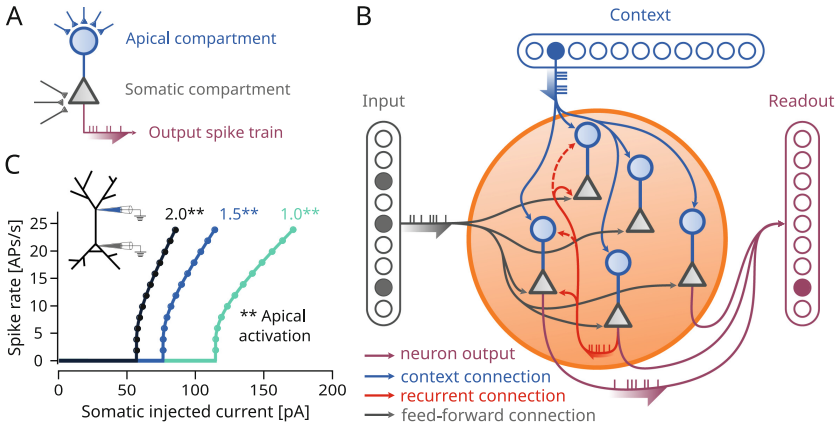 A
Apical compartment
Somatic compartment
Output spike train
B
Context
Input
Readout
neuron output
context connection
recurrent connection
feed-forward connection
C
2.0** 1.5** 1.0**
** Apical
activation
Spike rate [APs/s]
25
20
15
10
5
0
0 50 100 150 200
Somatic injected current [pA]